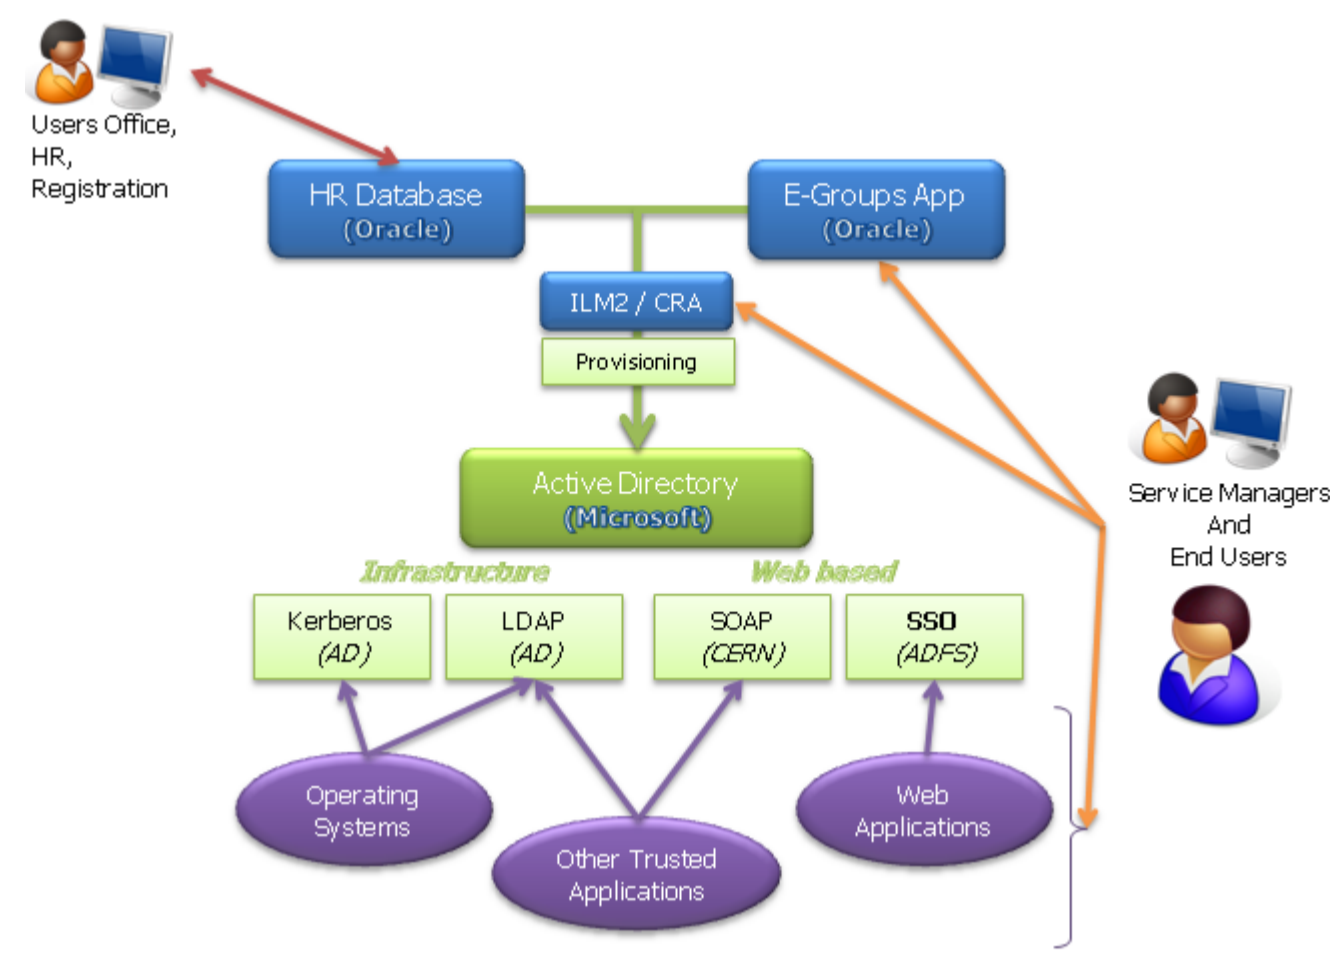 Users Office,
HR,
Registration
HR Database
(Oracle)
E-Groups App
(Oracle)
ILM2 / CRA
Provisioning
Active Directory
(Microsoft)
Service Managers
And
End Users
Infrastructure
Web based
Kerberos
(AD)
LDAP
(AD)
SOAP
(CERN)
SSO
(ADFS)
Operating
Systems
Other Trusted
Applications
Web
Applications